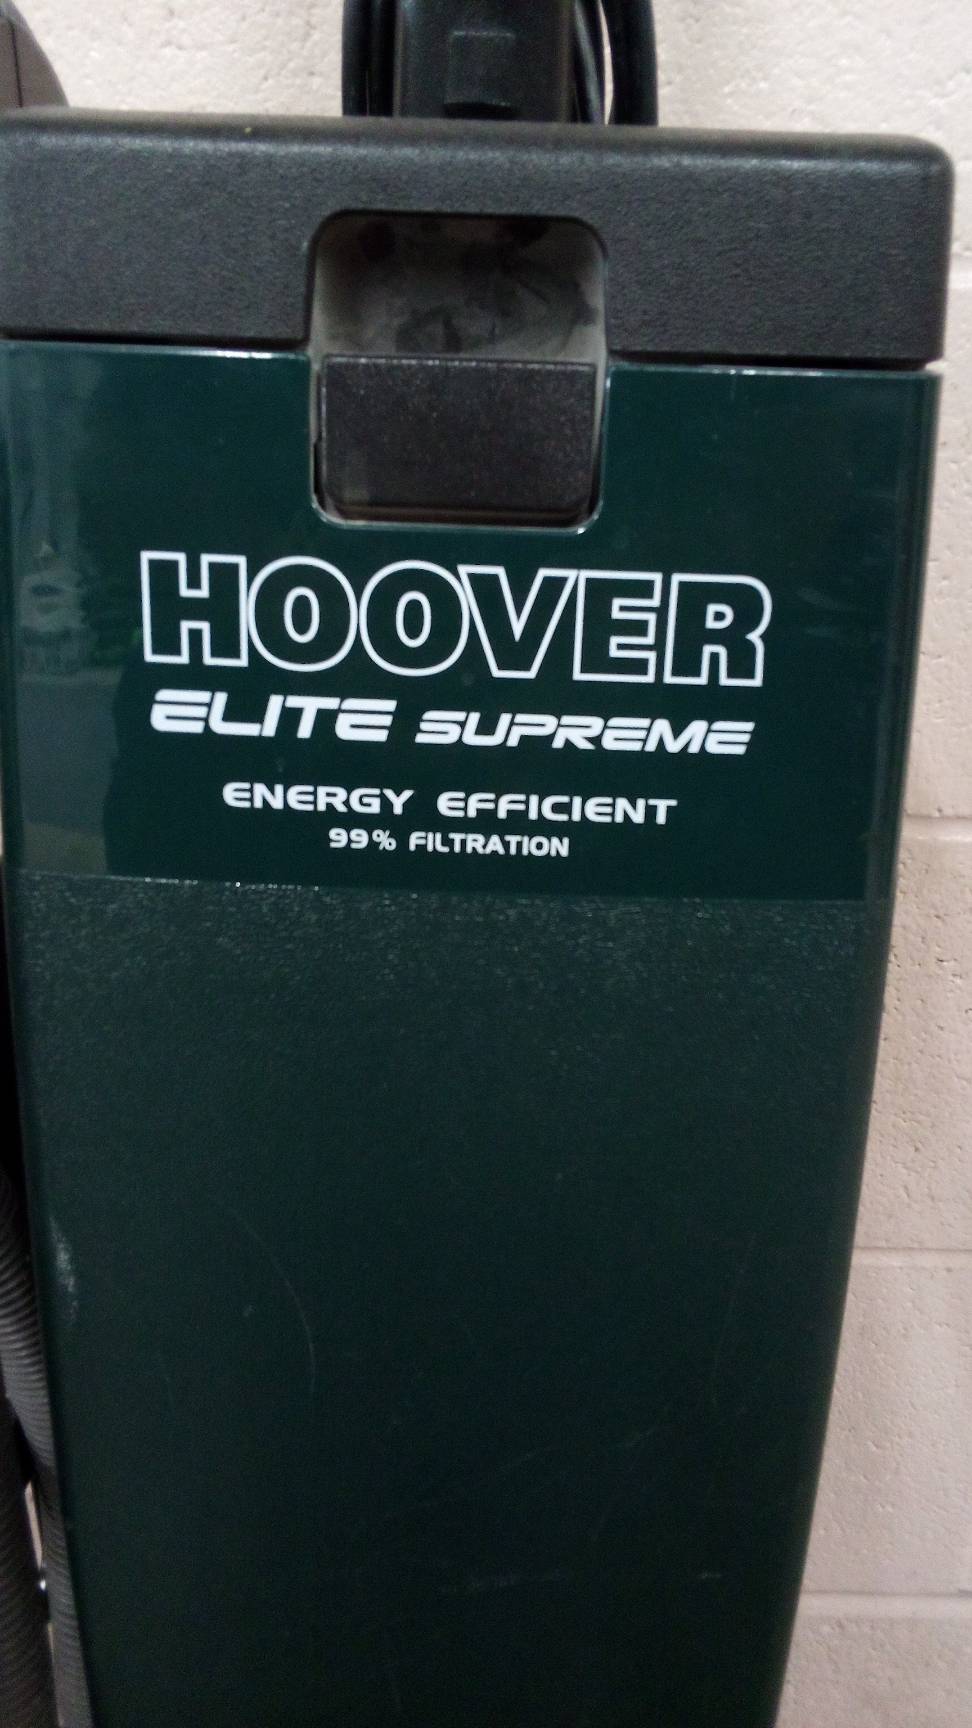 HOOVER
ELITE SUPREME
ENERGY EFFICIENT
99% FILTRATION